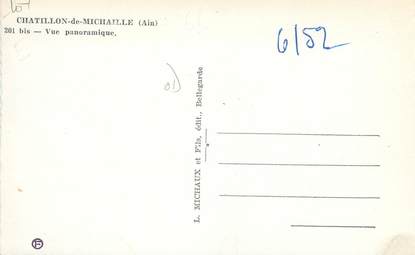 CHATILLON-de-MICHAILLE (Ain)
201 bis — Vue panoramique.
6/52
L. MICHAUX et Fils, édit., Bellegarde